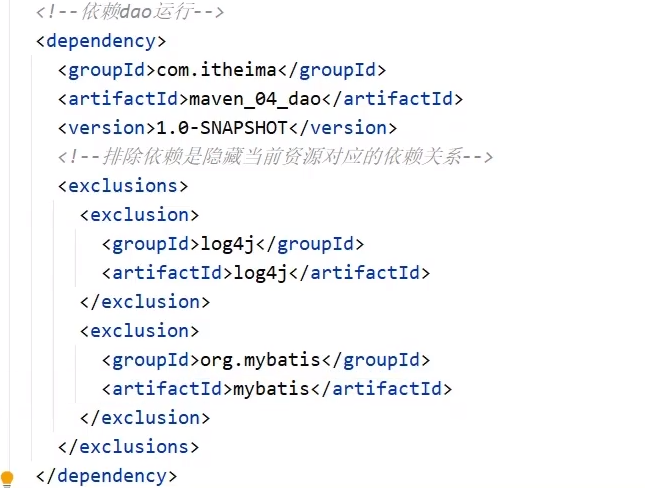 <!--依赖dao运行-->
<dependency>
<groupId>com.itheima</groupId>
<artifactId>maven_04_dao</artifactId>
<version>1.0-SNAPSHOT</version>
<!--排除依赖是隐藏当前资源对应的依赖关系-->
<exclusions>
<exclusion>
<groupId>log4j</groupId>
<artifactId>log4j</artifactId>
</exclusion>
<exclusion>
<groupId>org.mybatis</groupId>
<artifactId>mybatis</artifactId>
</exclusion>
</exclusions>
</dependency>